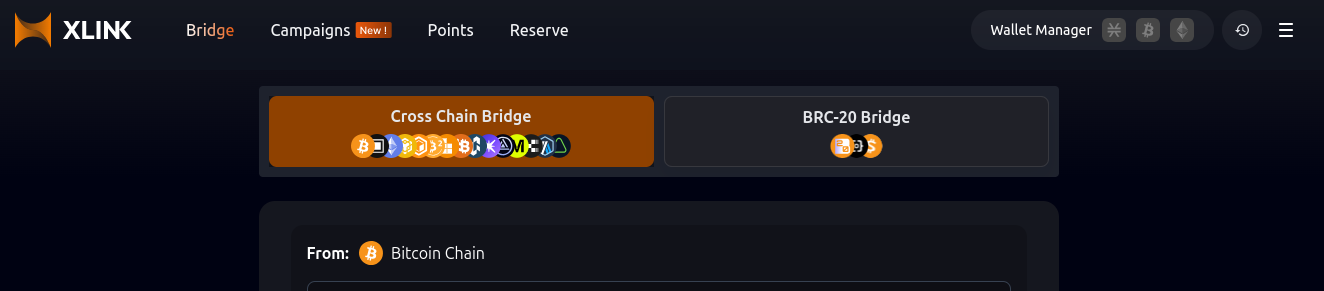 XLINK
Bridge
Campaigns
New !
Points
Reserve
Wallet Manager
Cross Chain Bridge
BRC-20 Bridge
From:
Bitcoin Chain